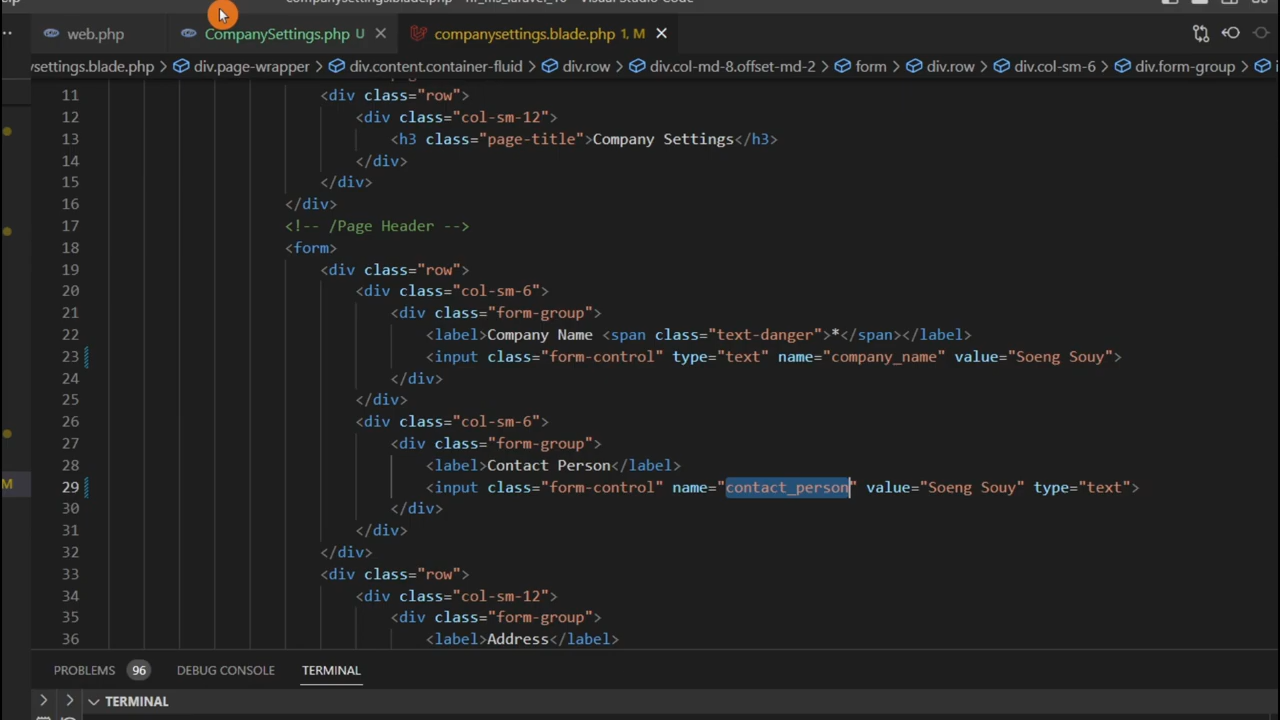 companysettings.blade.php - hr_ms_laravel_10 - Visual Studio Code
web.php
CompanySettings.php U
companysettings.blade.php 1, M
ysettings.blade.php > div.page-wrapper > div.content.container-fluid > div.row > div.col-md-8.offset-md-2 > form > div.row > div.col-sm-6 > div.form-group >
11 <div class="row">
12 <div class="col-sm-12">
13 <h3 class="page-title">Company Settings</h3>
14 </div>
15 </div>
16 </div>
17 <!-- /Page Header -->
18 <form>
19 <div class="row">
20 <div class="col-sm-6">
21 <div class="form-group">
22 <label>Company Name <span class="text-danger">*</span></label>
23 <input class="form-control" type="text" name="company_name" value="Soeng Souy">
24 </div>
25 </div>
26 <div class="col-sm-6">
27 <div class="form-group">
28 <label>Contact Person</label>
29 <input class="form-control" name="contact_person" value="Soeng Souy" type="text">
30 </div>
31 </div>
32 </div>
33 <div class="row">
34 <div class="col-sm-12">
35 <div class="form-group">
36 <label>Address</label>
M
PROBLEMS 96 DEBUG CONSOLE TERMINAL
TERMINAL